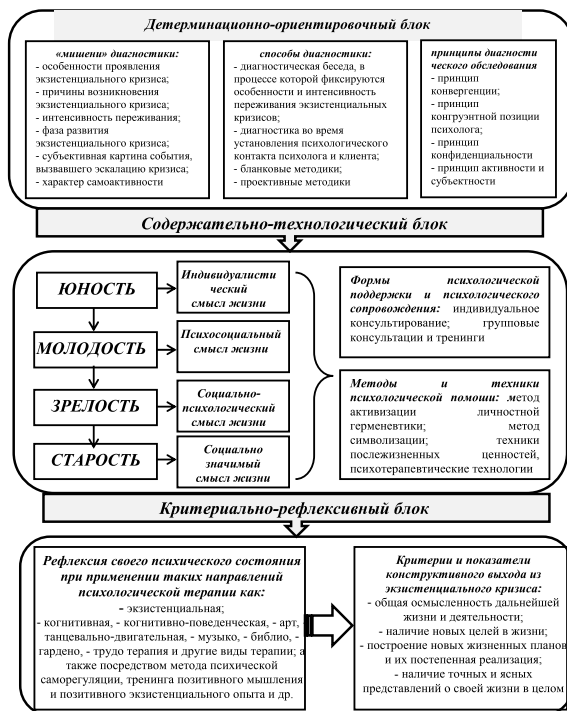 Детерминационно-ориентировочный блок
«мишени» диагностики:
- особенности проявления
экзистенциального кризиса;
- причины возникновения
экзистенциального кризиса;
- интенсивность переживания;
- фаза развития
экзистенциального кризиса;
- субъективная картина события,
вызвавшего эскалацию кризиса;
- характер самоактивности
способы диагностики:
- диагностическая беседа, в
процессе которой фиксируются
особенности и интенсивность
переживания экзистенциальных
кризисов;
- диагностика во время
установления психологического
контакта психолога и клиента;
- бланковые методики;
- проективные методики
принципы диагности
ческого обследования
- принцип
конвергенции;
- принцип
конгруэнтной позиции
психолога;
- принцип
конфиденциальности
- принцип активности и
субъектности
Содержательно-технологический блок
ЮНОСТЬ
Индивидуалисти
ческий
смысл жизни
МОЛОДОСТЬ
Психосоциальный
смысл жизни
ЗРЕЛОСТЬ
Социально-
психологический
смысл жизни
СТАРОСТЬ
Социально
значимый
смысл жизни
Формы психологической
поддержки и психологического
сопровождения: индивидуальное
консультирование; групповые
консультации и тренинги
Методы и техники
психологической помоши: метод
активизации личностной
герменевтики; метод
символизации; техники
послежизненных ценностей,
психотерапевтические технологии
Критериально-рефлексивный блок
Рефлексия своего психического состояния
при применении таких направлений
психологической терапии как:
- экзистенциальная;
- когнитивная, - когнитивно-поведенческая, - арт, -
танцевально-двигательная, - музыко, - библио, -
гардено, - трудо терапия и другие виды терапии; а
также посредством метода психической
саморегуляции, тренинга позитивного мышления
и позитивного экзистенциального опыта и др.
Критерии и показатели
конструктивного выхода из
экзистенциального кризиса:
- общая осмысленность дальнейшей
жизни и деятельности;
- наличие новых целей в жизни;
- построение новых жизненных планов
и их постепенная реализация;
- наличие точных и ясных
представлений о своей жизни в целом